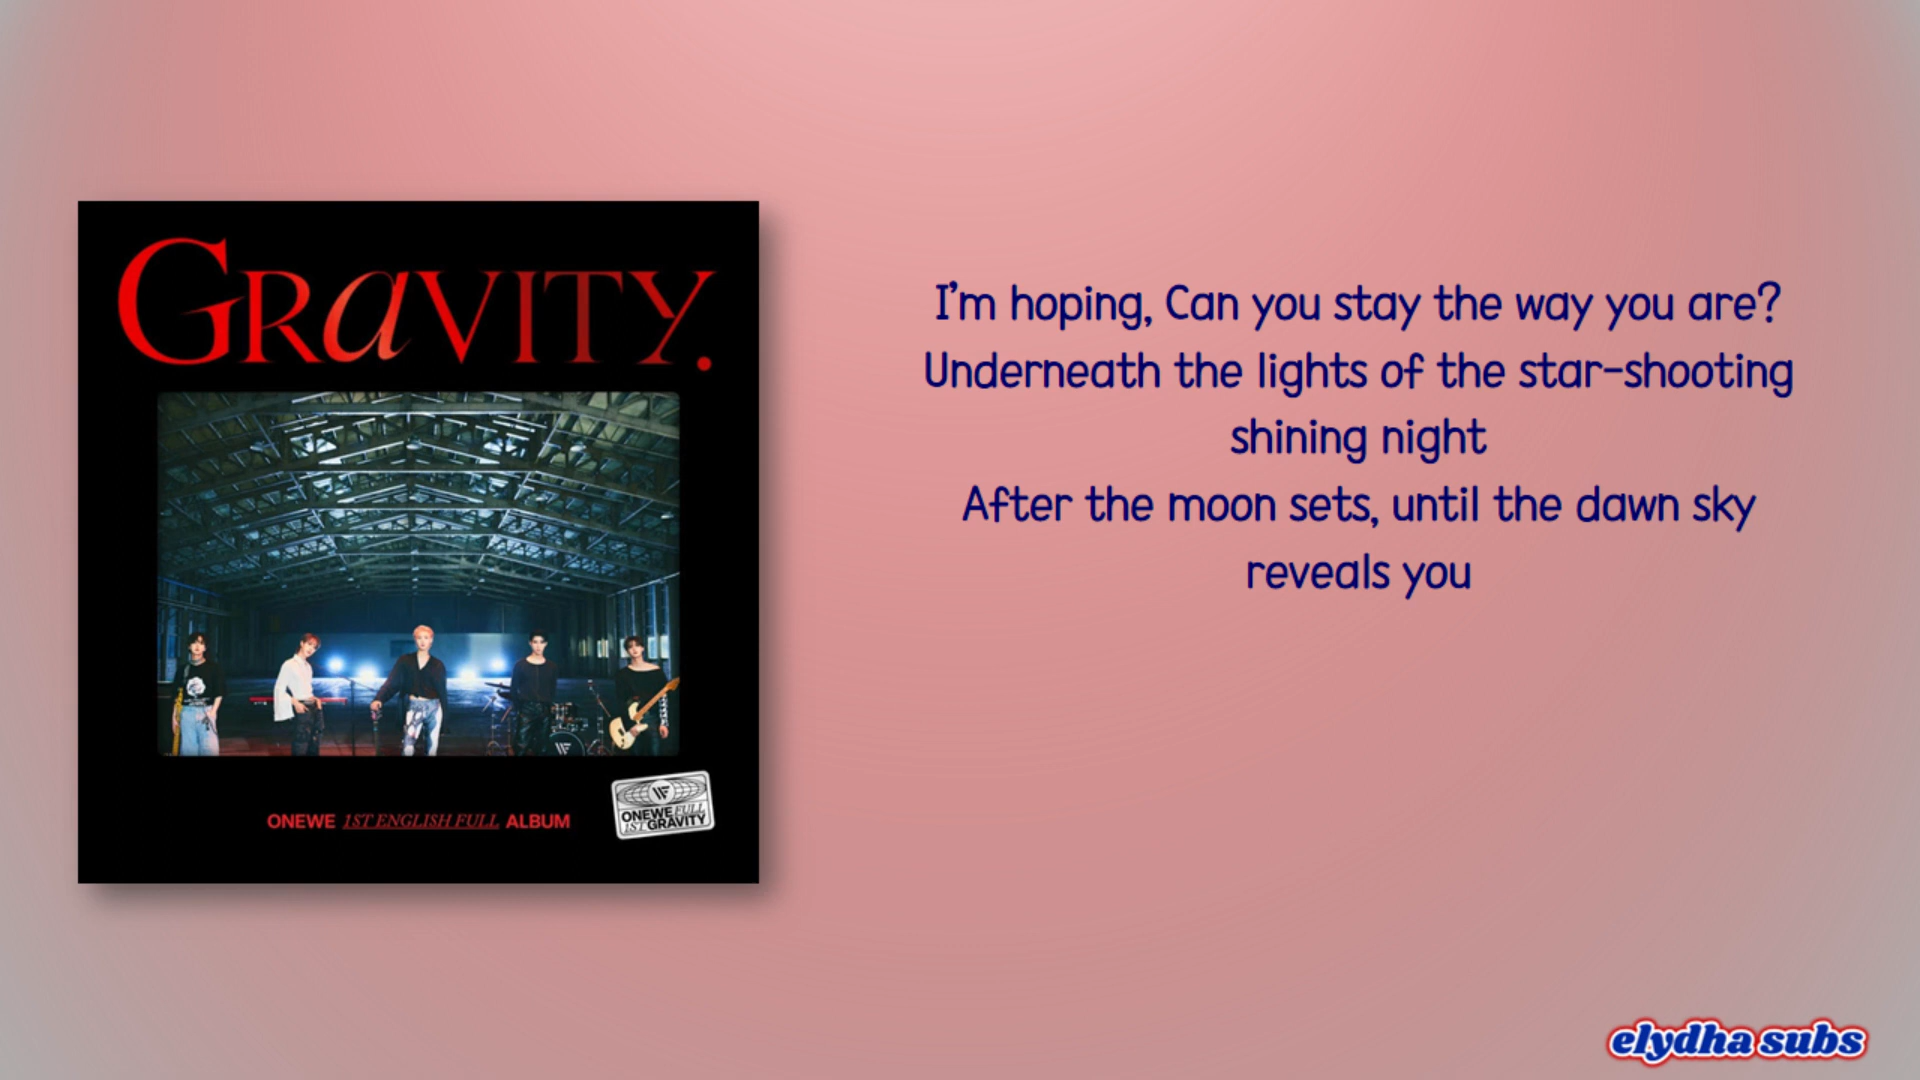 GRaVITY.
ONEWE 1ST ENGLISH FULL ALBUM
WF
ONEWE FULL
1ST GRAVITY
I'm hoping, Can you stay the way you are?
Underneath the lights of the star-shooting
shining night
After the moon sets, until the dawn sky
reveals you
elydha subs